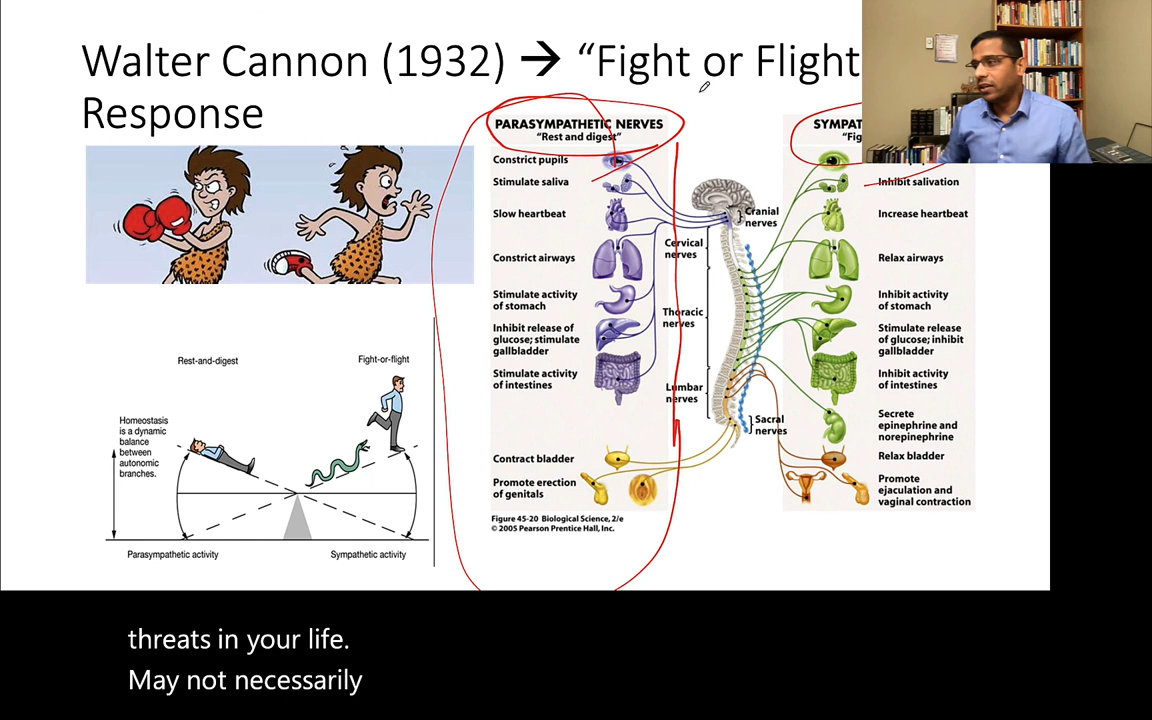 Walter Cannon (1932) → “Fight or Flight
Response
PARASYMPATHETIC NERVES
"Rest and digest"
Constrict pupils
Stimulate saliva
Slow heartbeat
Constrict airways
Stimulate activity
of stomach
Inhibit release of
glucose; stimulate
gallbladder
Stimulate activity
of intestines
Contract bladder
Promote erection
of genitals
Figure 45-20 Biological Science, 2/e
© 2005 Pearson Prentice Hall, Inc.
Cranial
nerves
Cervical
nerves
Thoracic
nerves
Lumbar
nerves
Sacral
nerves
SYMPAT
"Fig
Inhibit salivation
Increase heartbeat
Relax airways
Inhibit activity
of stomach
Stimulate release
of glucose; inhibit
gallbladder
Inhibit activity
of intestines
Secrete
epinephrine and
norepinephrine
Relax bladder
Promote
ejaculation and
vaginal contraction
Rest-and-digest
Fight-or-flight
Homeostasis
is a dynamic
balance
between
autonomic
branches.
Parasympathetic activity
Sympathetic activity
threats in your life.
May not necessarily